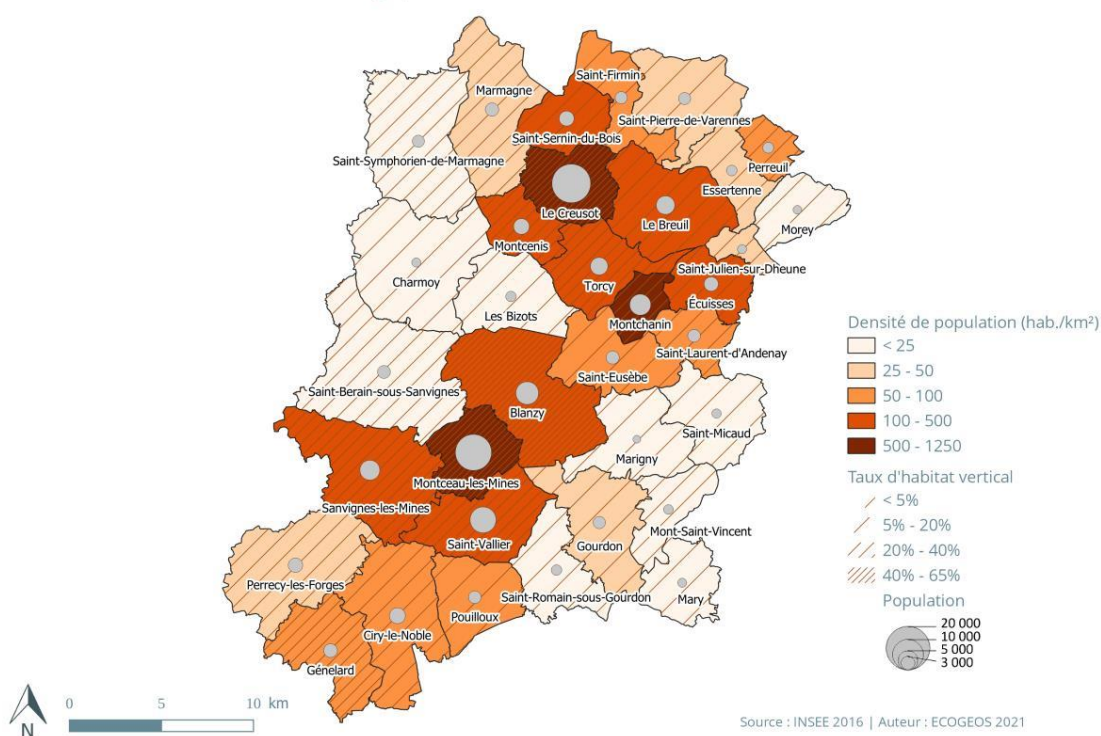 Saint-Firmin
Marmagne
Saint-Pierre-de-Varennes
Saint-Sernin-du-Bois
Saint-Symphorien-de-Marmagne
Perreuil
Essertenne
Le Creusot
Le Breuil
Morey
Montcenis
Saint-Julien-sur-Dheune
Charmoy
Torcy
Écuisses
Les Bizots
Montchanin
Saint-Laurent-d'Andenay
Saint-Eusèbe
Saint-Berain-sous-Sanvignes
Blanzy
Saint-Micaud
Marigny
Montceau-les-Mines
Sanvignes-les-Mines
Mont-Saint-Vincent
Saint-Vallier
Gourdon
Perrecy-les-Forges
Saint-Romain-sous-Gourdon
Mary
Pouilloux
Ciry-le-Noble
Génelard
Densité de population (hab./km²)
< 25
25 - 50
50 - 100
100 - 500
500 - 1250
Taux d'habitat vertical
< 5%
5% - 20%
20% - 40%
40% - 65%
Population
20 000
10 000
5 000
3 000
N
0 5 10 km
Source : INSEE 2016 | Auteur : ECOGEOS 2021